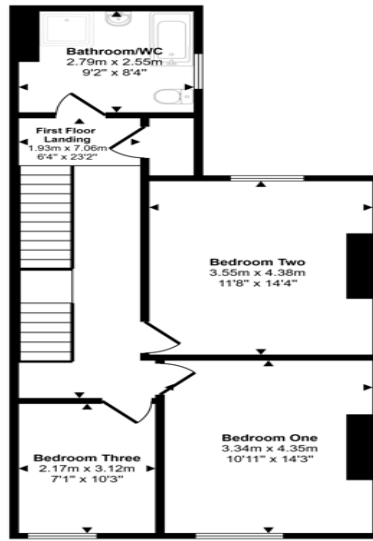 Bathroom/WC
2.79m x 2.55m
9'2" x 8'4"
First Floor
Landing
1.93m x 7.06m
6'4" x 23'2"
Bedroom Two
3.55m x 4.38m
11'8" x 14'4"
Bedroom One
3.34m x 4.35m
10'11" x 14'3"
Bedroom Three
2.17m x 3.12m
7'1" x 10'3"